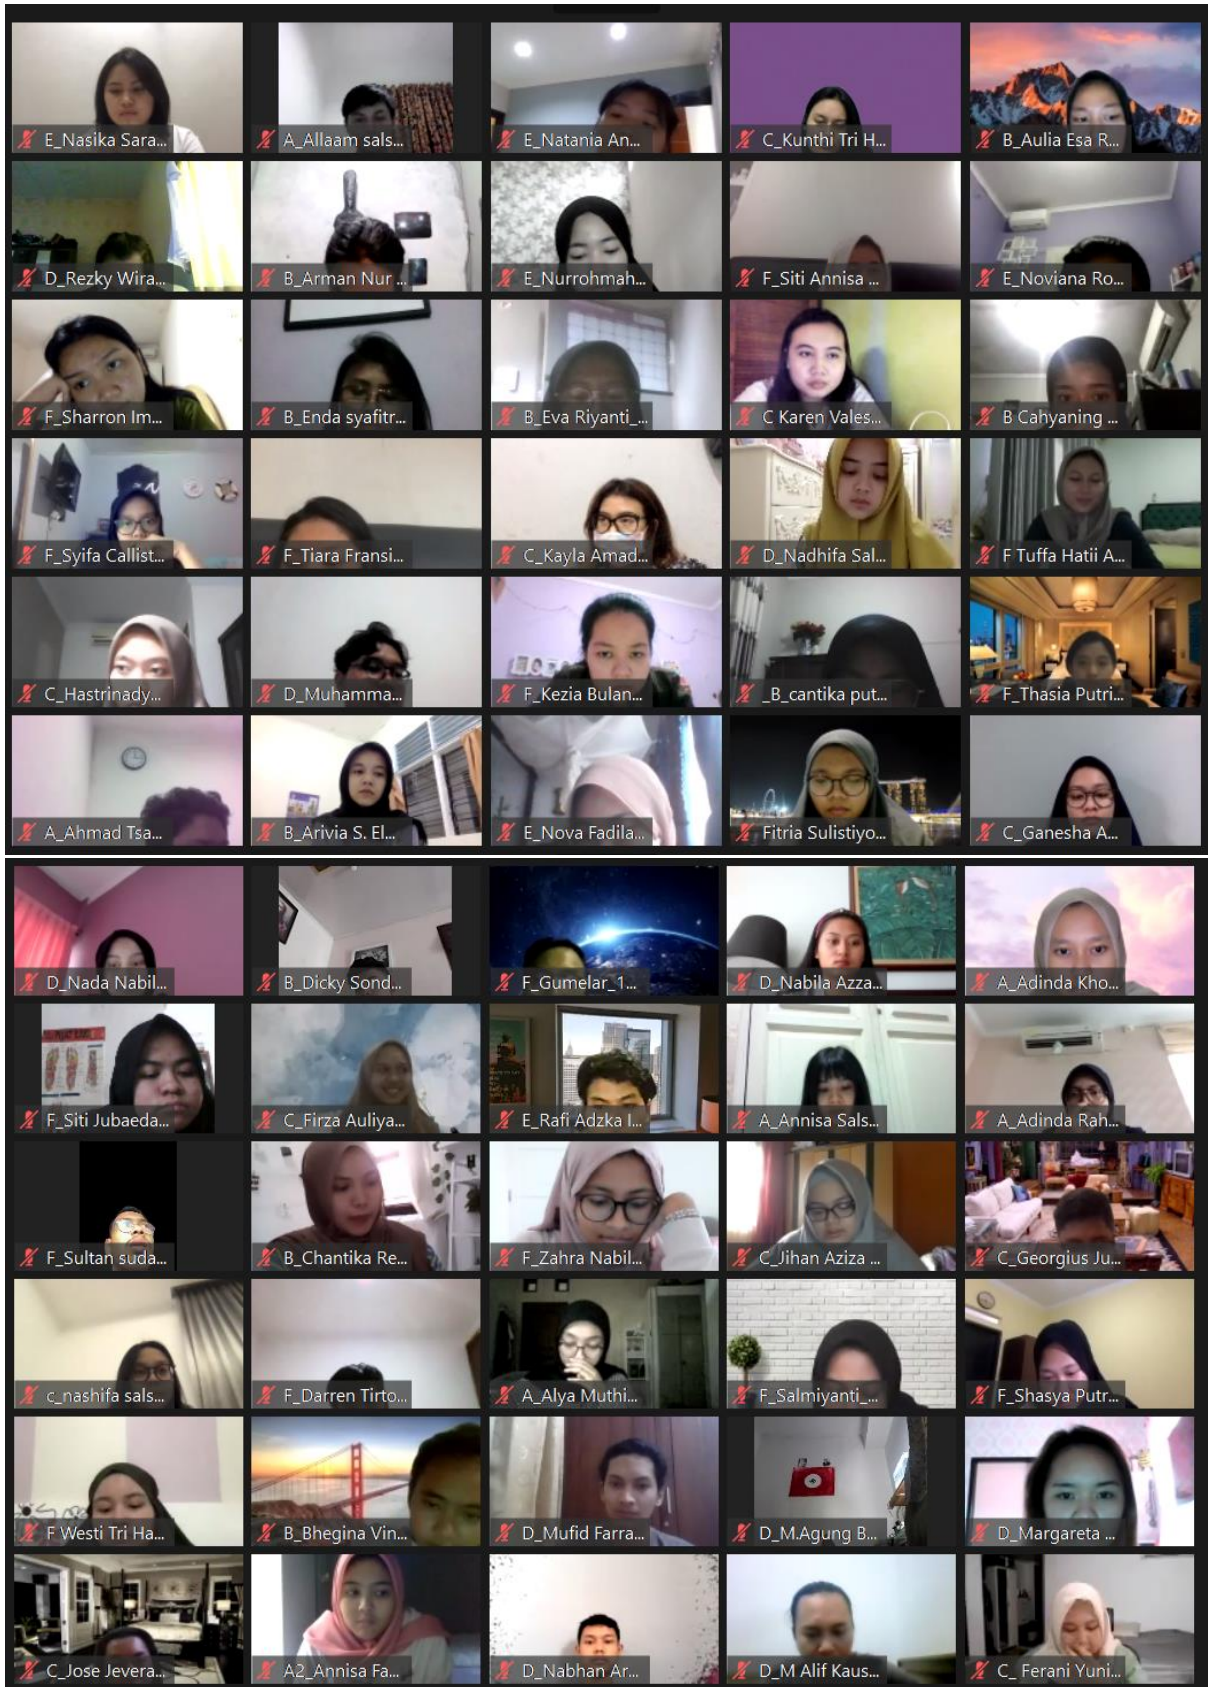 E_Nasika Sara...
A_Allaam sals...
E_Natania An...
C_Kunthi Tri H...
B_Aulia Esa R...
D_Rezky Wira...
B_Arman Nur ...
E_Nurrohmah...
F_Siti Annisa ...
E_Noviana Ro...
F_Sharron Im...
B_Enda syafitr...
B_Eva Riyanti_...
C Karen Vales...
B Cahyaning ...
F_Syifa Callist...
F_Tiara Fransi...
C_Kayla Amad...
D_Nadhifa Sal...
F Tuffa Hatii A...
C_Hastrinady...
D_Muhamma...
F_Kezia Bulan...
_B_cantika put...
F_Thasia Putri...
A_Ahmad Tsa...
B_Arivia S. El...
E_Nova Fadila...
Fitria Sulistiyo...
C_Ganesha A...
D_Nada Nabil...
B_Dicky Sond...
F_Gumelar_1...
D_Nabila Azza...
A_Adinda Kho...
F_Siti Jubaeda...
C_Firza Auliya...
E_Rafi Adzka I...
A_Annisa Sals...
A_Adinda Rah...
F_Sultan suda...
B_Chantika Re...
F_Zahra Nabil...
C_Jihan Aziza ...
C_Georgius Ju...
c_nashifa sals...
F_Darren Tirto...
A_Alya Muthi...
F_Salmiyanti_...
F_Shasya Putr...
F Westi Tri Ha...
B_Bhegina Vin...
D_Mufid Farra...
D_M.Agung B...
D_Margareta ...
C_Jose Jevera...
A2_Annisa Fa...
D_Nabhan Ar...
D_M Alif Kaus...
C_ Ferani Yuni...